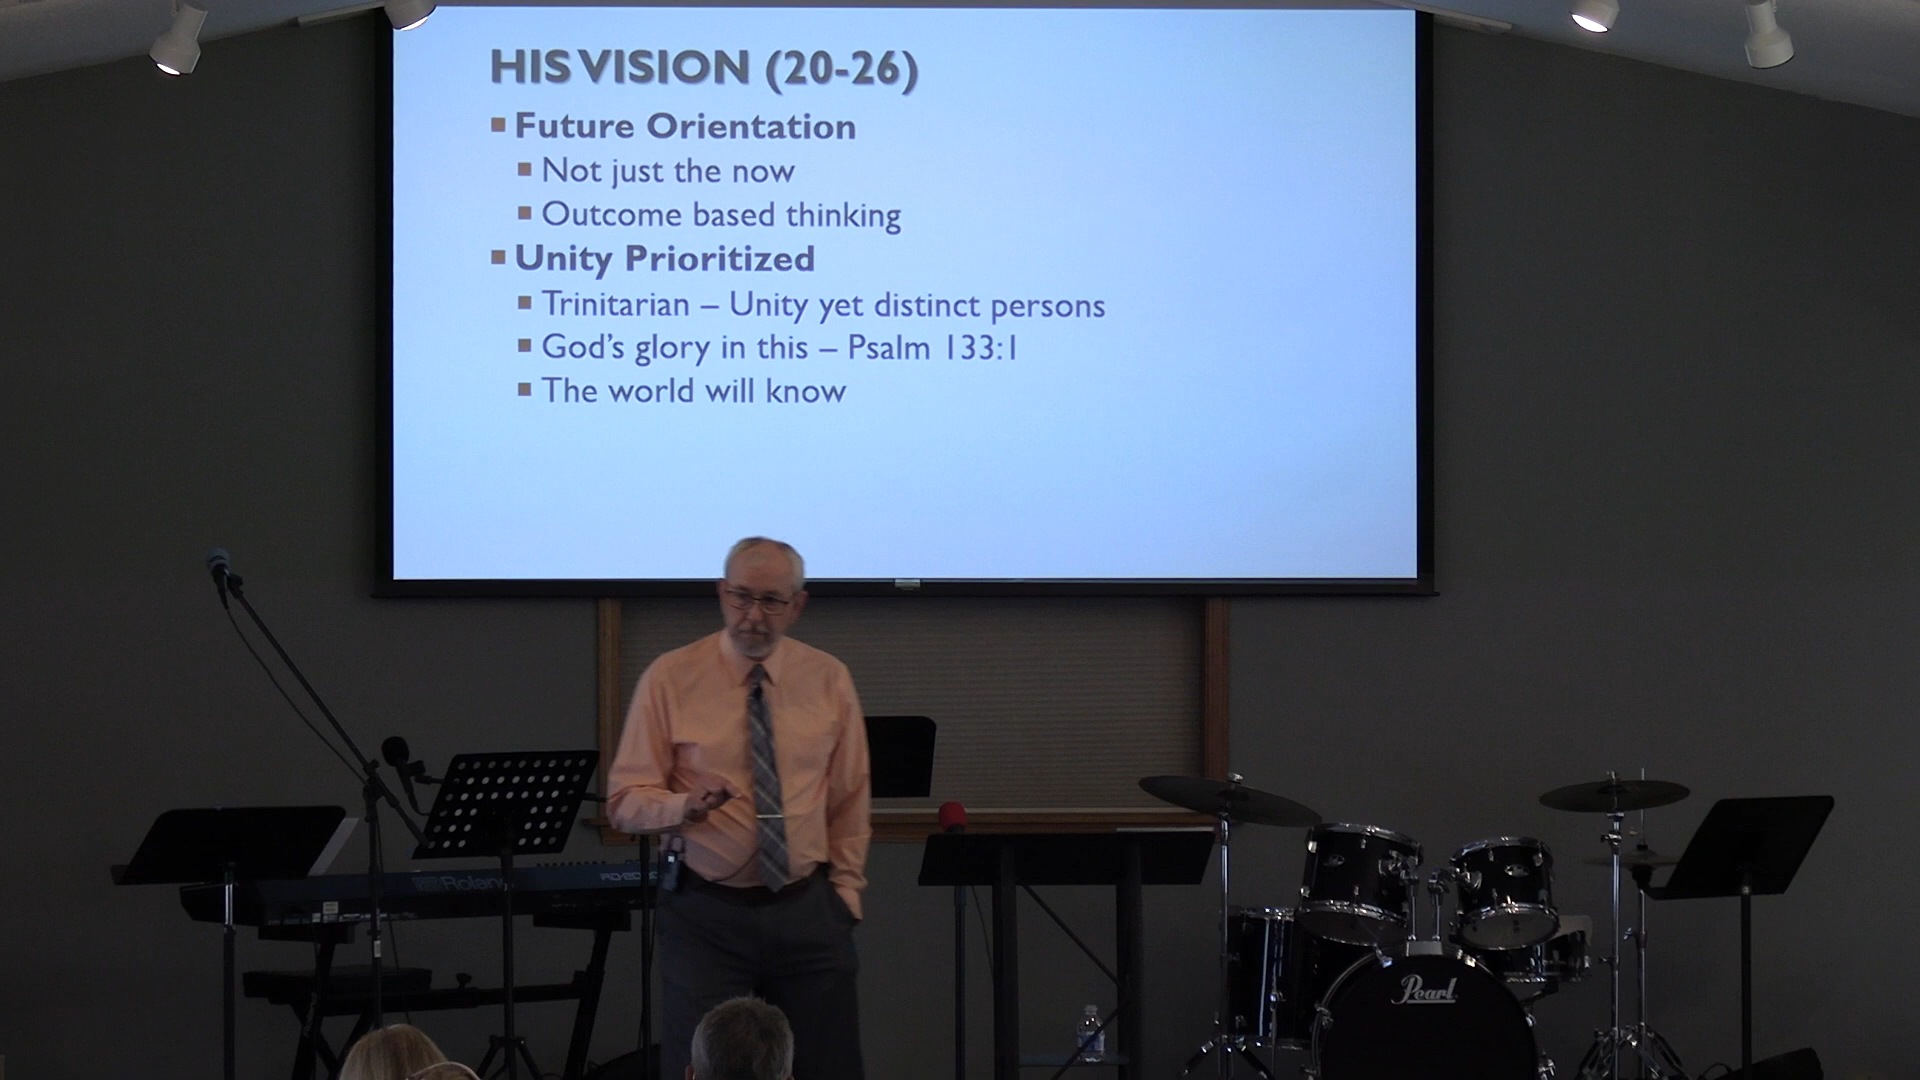 HIS VISION (20-26)
Future Orientation
Not just the now
Outcome based thinking
Unity Prioritized
Trinitarian – Unity yet distinct persons
God's glory in this – Psalm 133:1
The world will know
Roland
Pearl